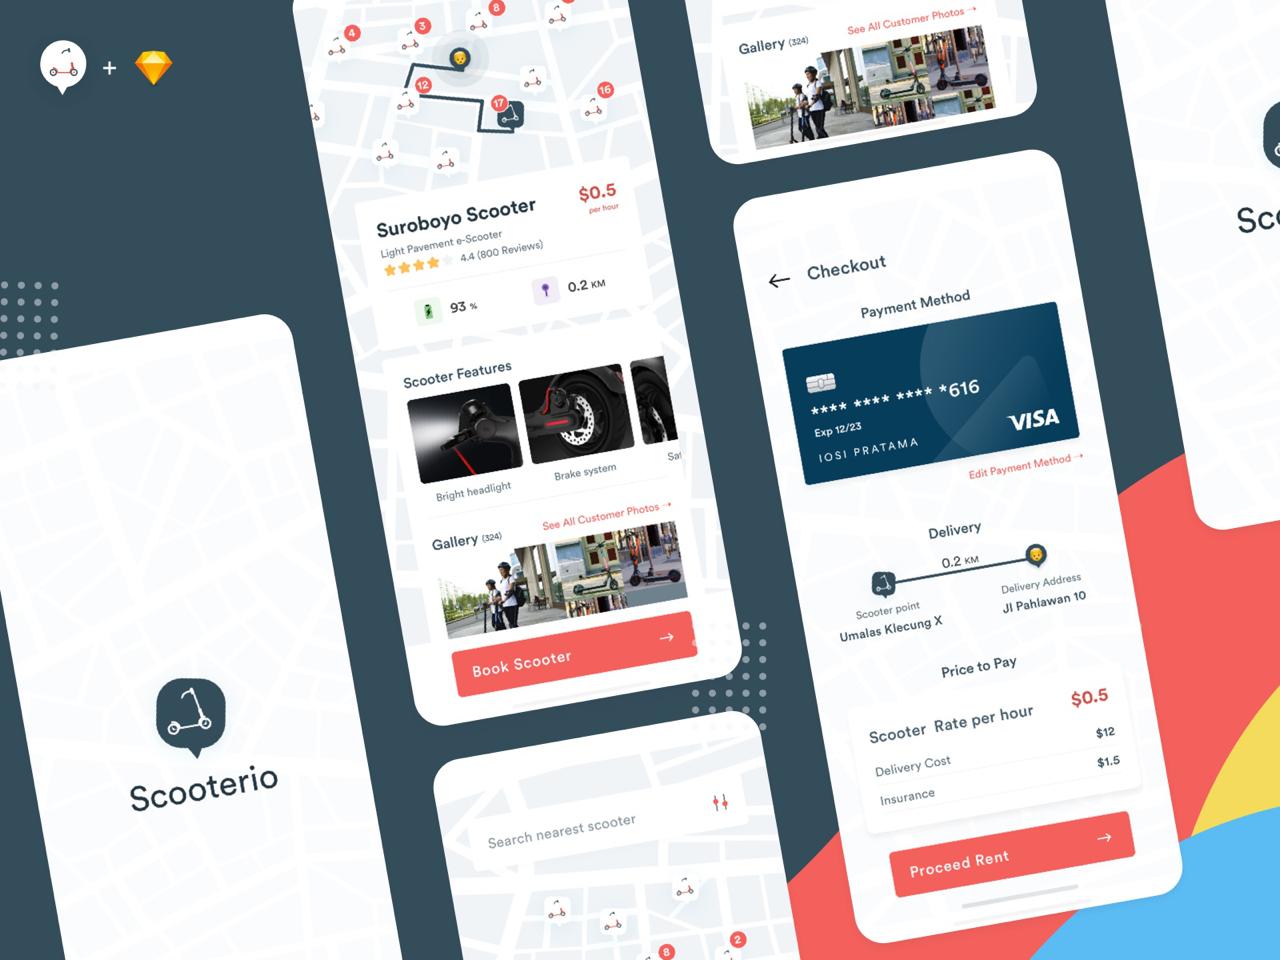 +
4
3
8
12
17
16
Suroboyo Scooter
$0.5
per hour
Light Pavement e-Scooter
4.4 (800 Reviews)
93 %
0.2 KM
Scooter Features
Bright headlight
Brake system
Gallery (324)
See All Customer Photos →
Book Scooter →
Scooterio
Search nearest scooter
8
2
Gallery (324)
See All Customer Photos →
← Checkout
Payment Method
**** **** **** *616
Exp 12/23
IOSI PRATAMA
VISA
Edit Payment Method →
Delivery
0.2 KM
Scooter point
Umalas Klecung X
Delivery Address
Jl Pahlawan 10
Price to Pay
Scooter Rate per hour
$0.5
Delivery Cost
$12
Insurance
$1.5
Proceed Rent →